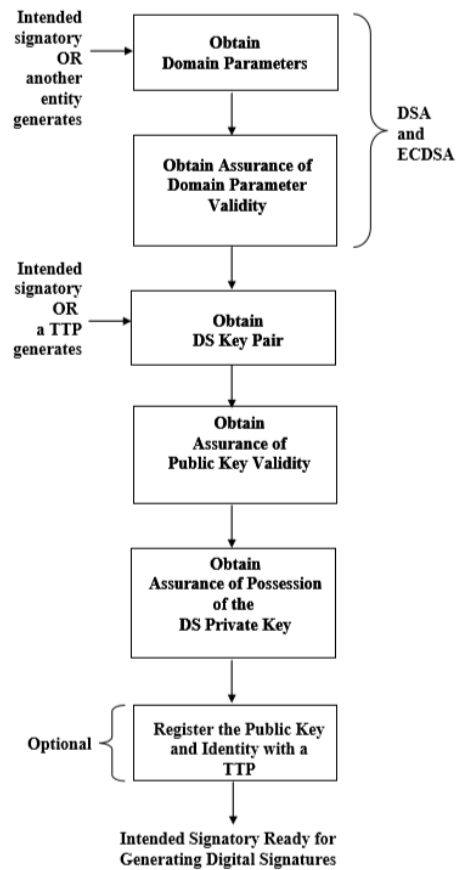 Intended
signatory
OR
another
entity
generates
Obtain
Domain Parameters
DSA
and
ECDSA
Obtain Assurance of
Domain Parameter
Validity
Intended
signatory
OR
a TTP
generates
Obtain
DS Key Pair
Obtain
Assurance of
Public Key Validity
Obtain
Assurance of Possession
of the
DS Private Key
Optional
Register the Public Key
and Identity with a
TTP
Intended Signatory Ready for
Generating Digital Signatures